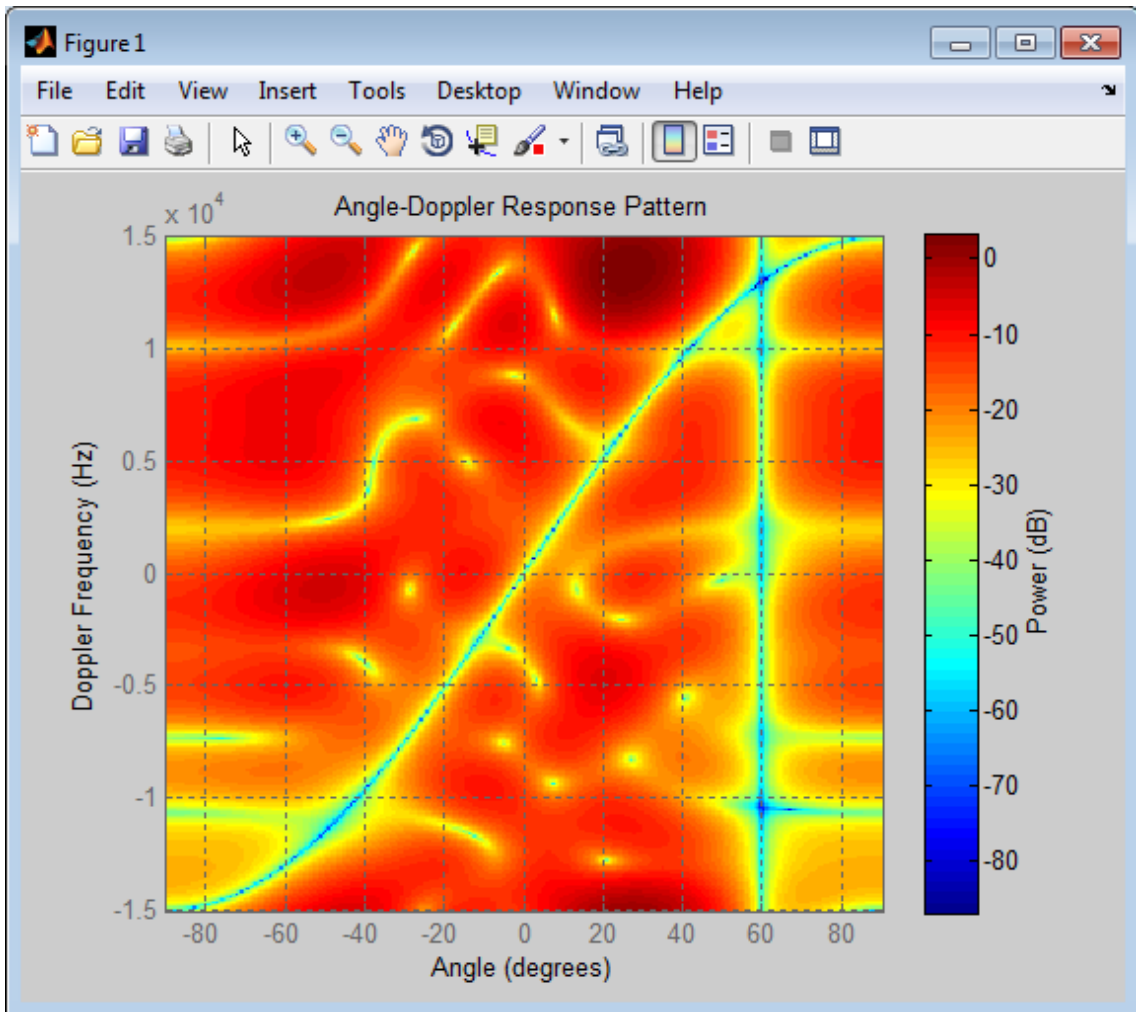 Figure 1
File Edit View Insert Tools Desktop Window Help
x 10^4
Angle-Doppler Response Pattern
1.5
1
0.5
0
-0.5
-1
-1.5
Doppler Frequency (Hz)
-80 -60 -40 -20 0 20 40 60 80
Angle (degrees)
0
-10
-20
-30
-40
-50
-60
-70
-80
Power (dB)